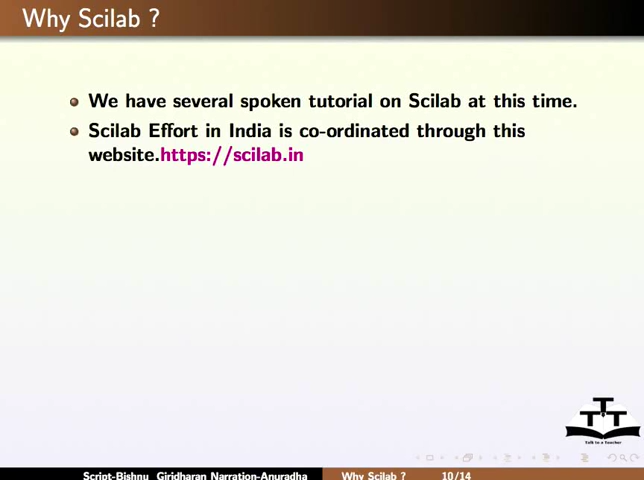 Why Scilab ?
We have several spoken tutorial on Scilab at this time.
Scilab Effort in India is co-ordinated through this
website.https://scilab.in
TTT
Talk to a Teacher
Script-Bishnu Giridharan Narration-Anuradha Why Scilab ? 10/14